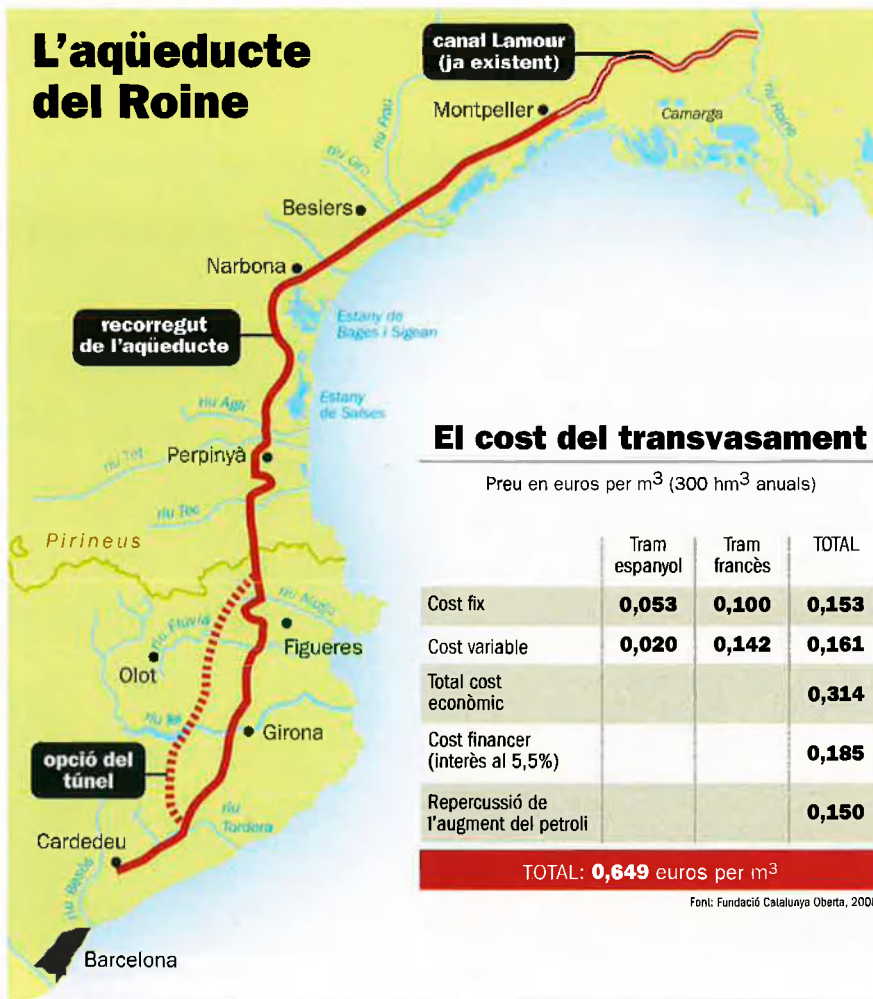 L'aqüeducte
del Roine
canal Lamour
(ja existent)
Montpeller
Camarga
riu Roine
riu Erau
riu Orb
Besiers
Narbona
recorregut
de l'aqüeducte
Estany de
Bages i Sigean
Estany
de Salses
riu Aglí
riu Tet
Perpinyà
riu Tec
Pirineus
riu Muga
riu Fluvià
Figueres
Olot
riu Ter
Girona
opció del
túnel
riu
Tordera
Cardedeu
riu Besòs
Barcelona
El cost del transvasament
Preu en euros per m³ (300 hm³ anuals)
Tram espanyol Tram francès TOTAL
Cost fix 0,053 0,100 0,153
Cost variable 0,020 0,142 0,161
Total cost
econòmic 0,314
Cost financer
(interès al 5,5%) 0,185
Repercussió de
l'augment del petroli 0,150
TOTAL: 0,649 euros per m³
Font: Fundació Catalunya Oberta, 2008